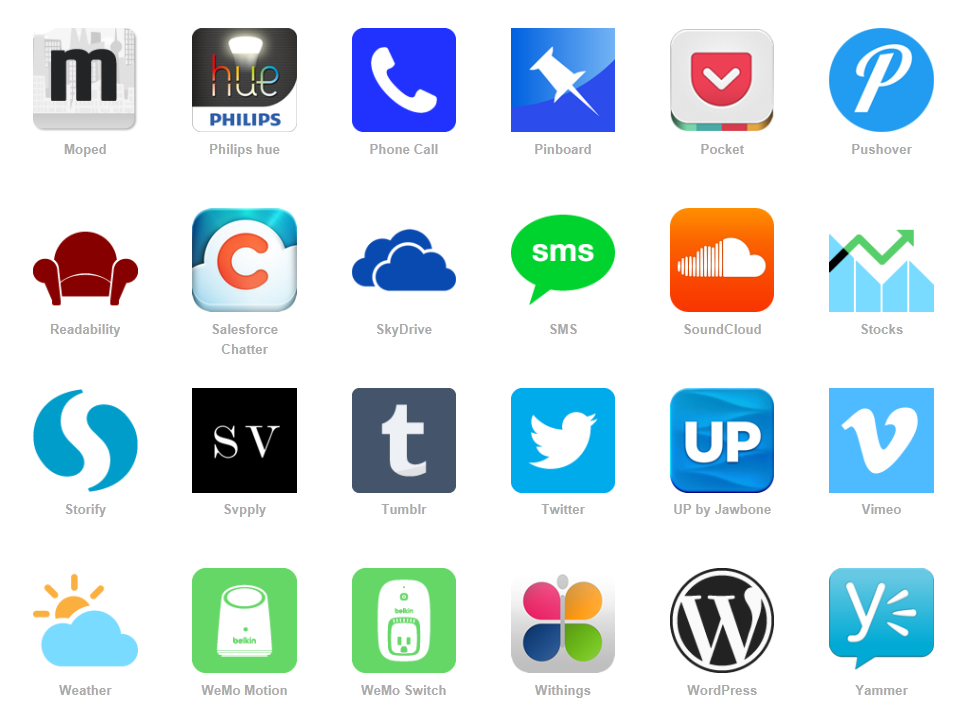 m
hue
PHILIPS
Moped
Philips hue
Phone Call
Pinboard
Pocket
Pushover
C
sms
Readability
Salesforce
Chatter
SkyDrive
SMS
SoundCloud
Stocks
SV
t
UP
Storify
Svpply
Tumblr
Twitter
UP by Jawbone
Vimeo
belkin
belkin
W
y
Weather
WeMo Motion
WeMo Switch
Withings
WordPress
Yammer